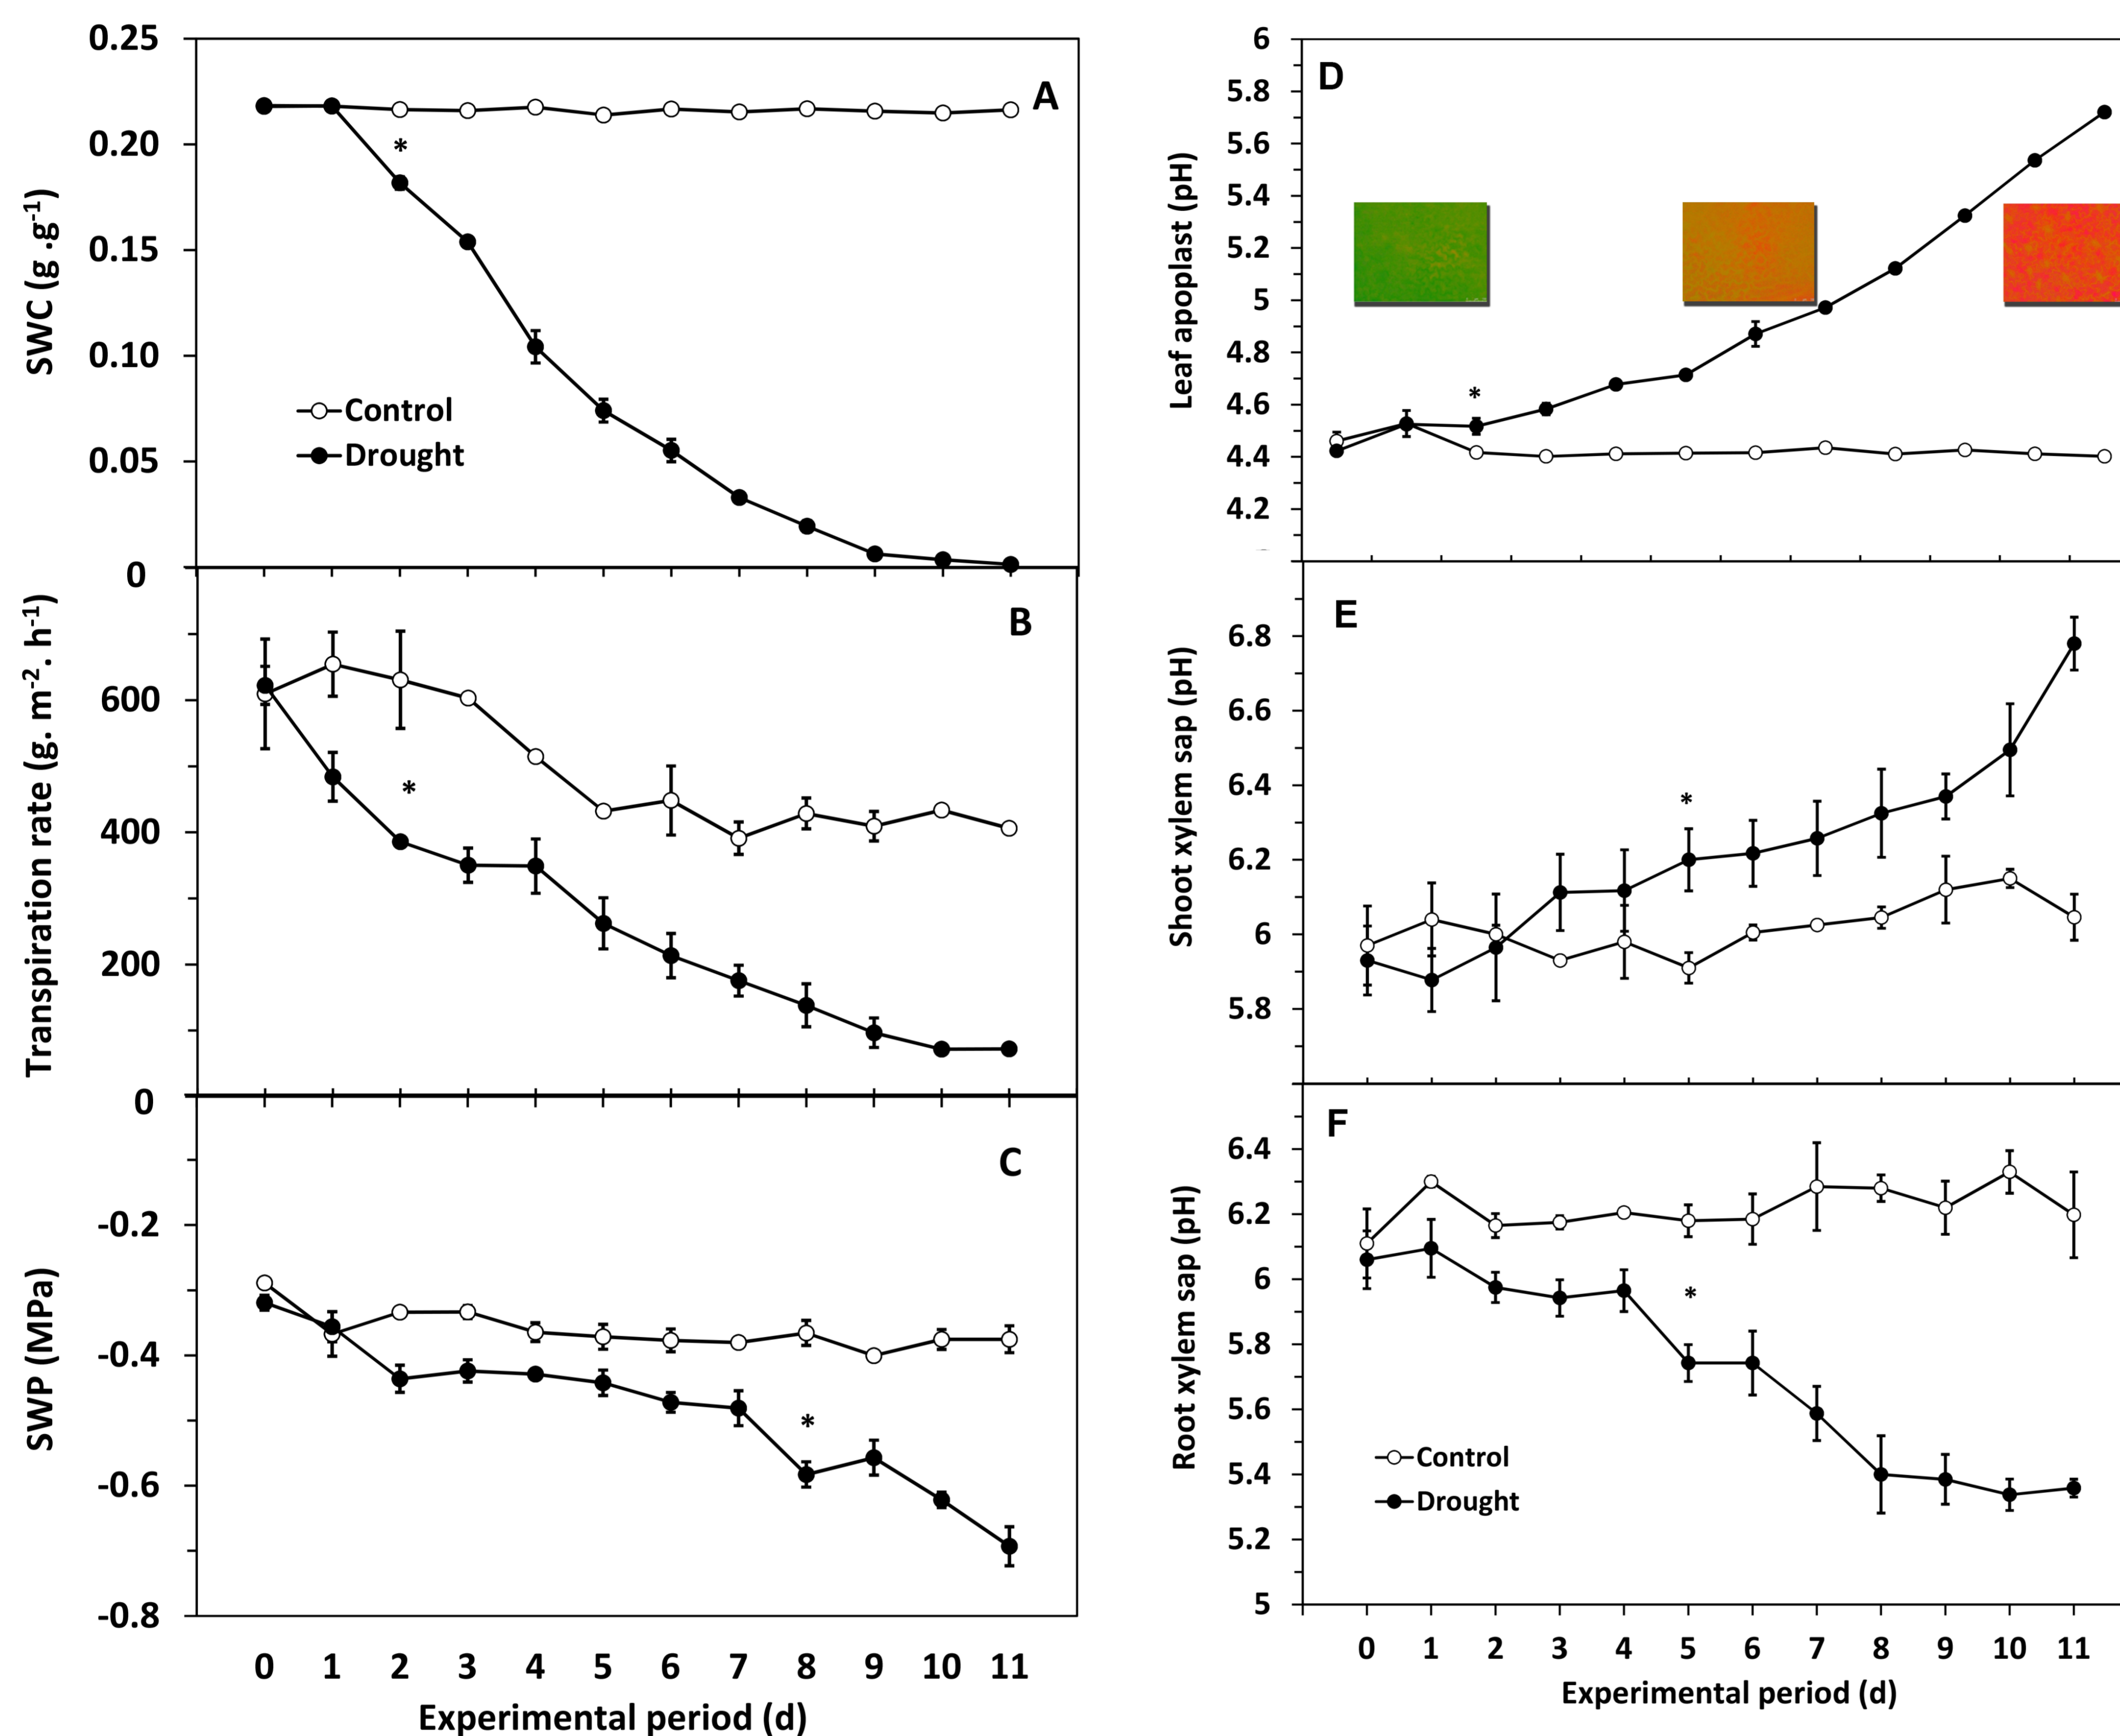 0.25
A
0.20
*
0.15
SWC (g .g-1)
0.10
Control
Drought
0.05
0
B
Transpiration rate (g. m-2. h-1)
600
*
400
200
0
C
-0.2
SWP (MPa)
-0.4
*
-0.6
-0.8
0 1 2 3 4 5 6 7 8 9 10 11
Experimental period (d)
6
D
5.8
5.6
5.4
Leaf apoplast (pH)
5.2
5
4.8
4.6
*
4.4
4.2
E
6.8
Shoot xylem sap (pH)
6.6
6.4
*
6.2
6
5.8
F
6.4
Root xylem sap (pH)
6.2
6
*
5.8
5.6
Control
5.4
Drought
5.2
5
0 1 2 3 4 5 6 7 8 9 10 11
Experimental period (d)